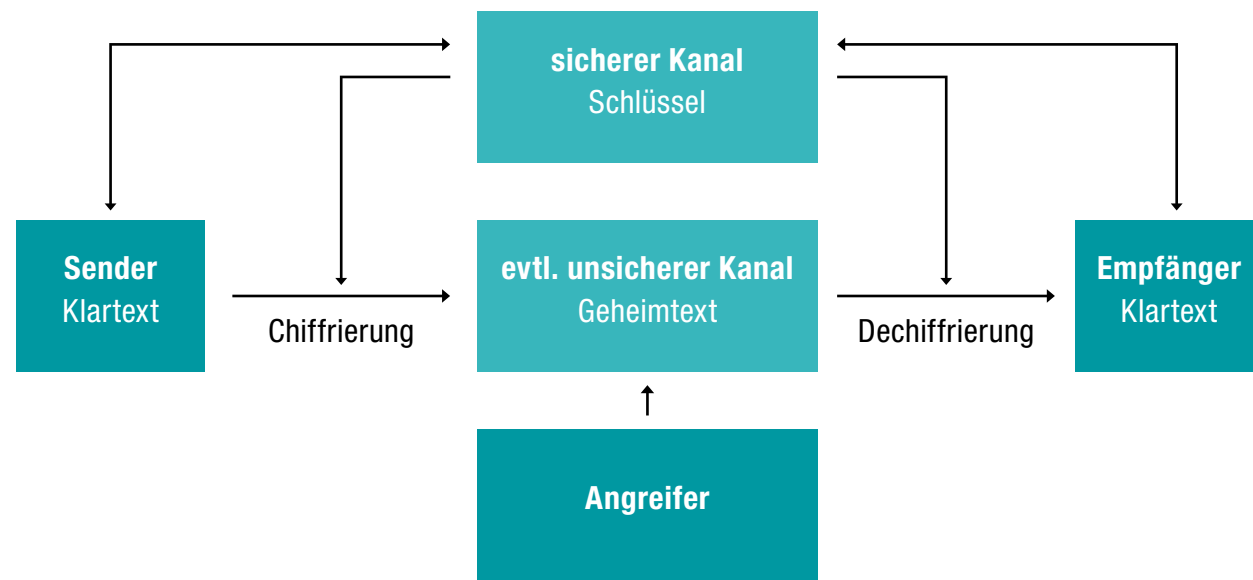 sicherer Kanal
Schlüssel
Sender
Klartext
Chiffrierung
evtl. unsicherer Kanal
Geheimtext
Dechiffrierung
Empfänger
Klartext
Angreifer